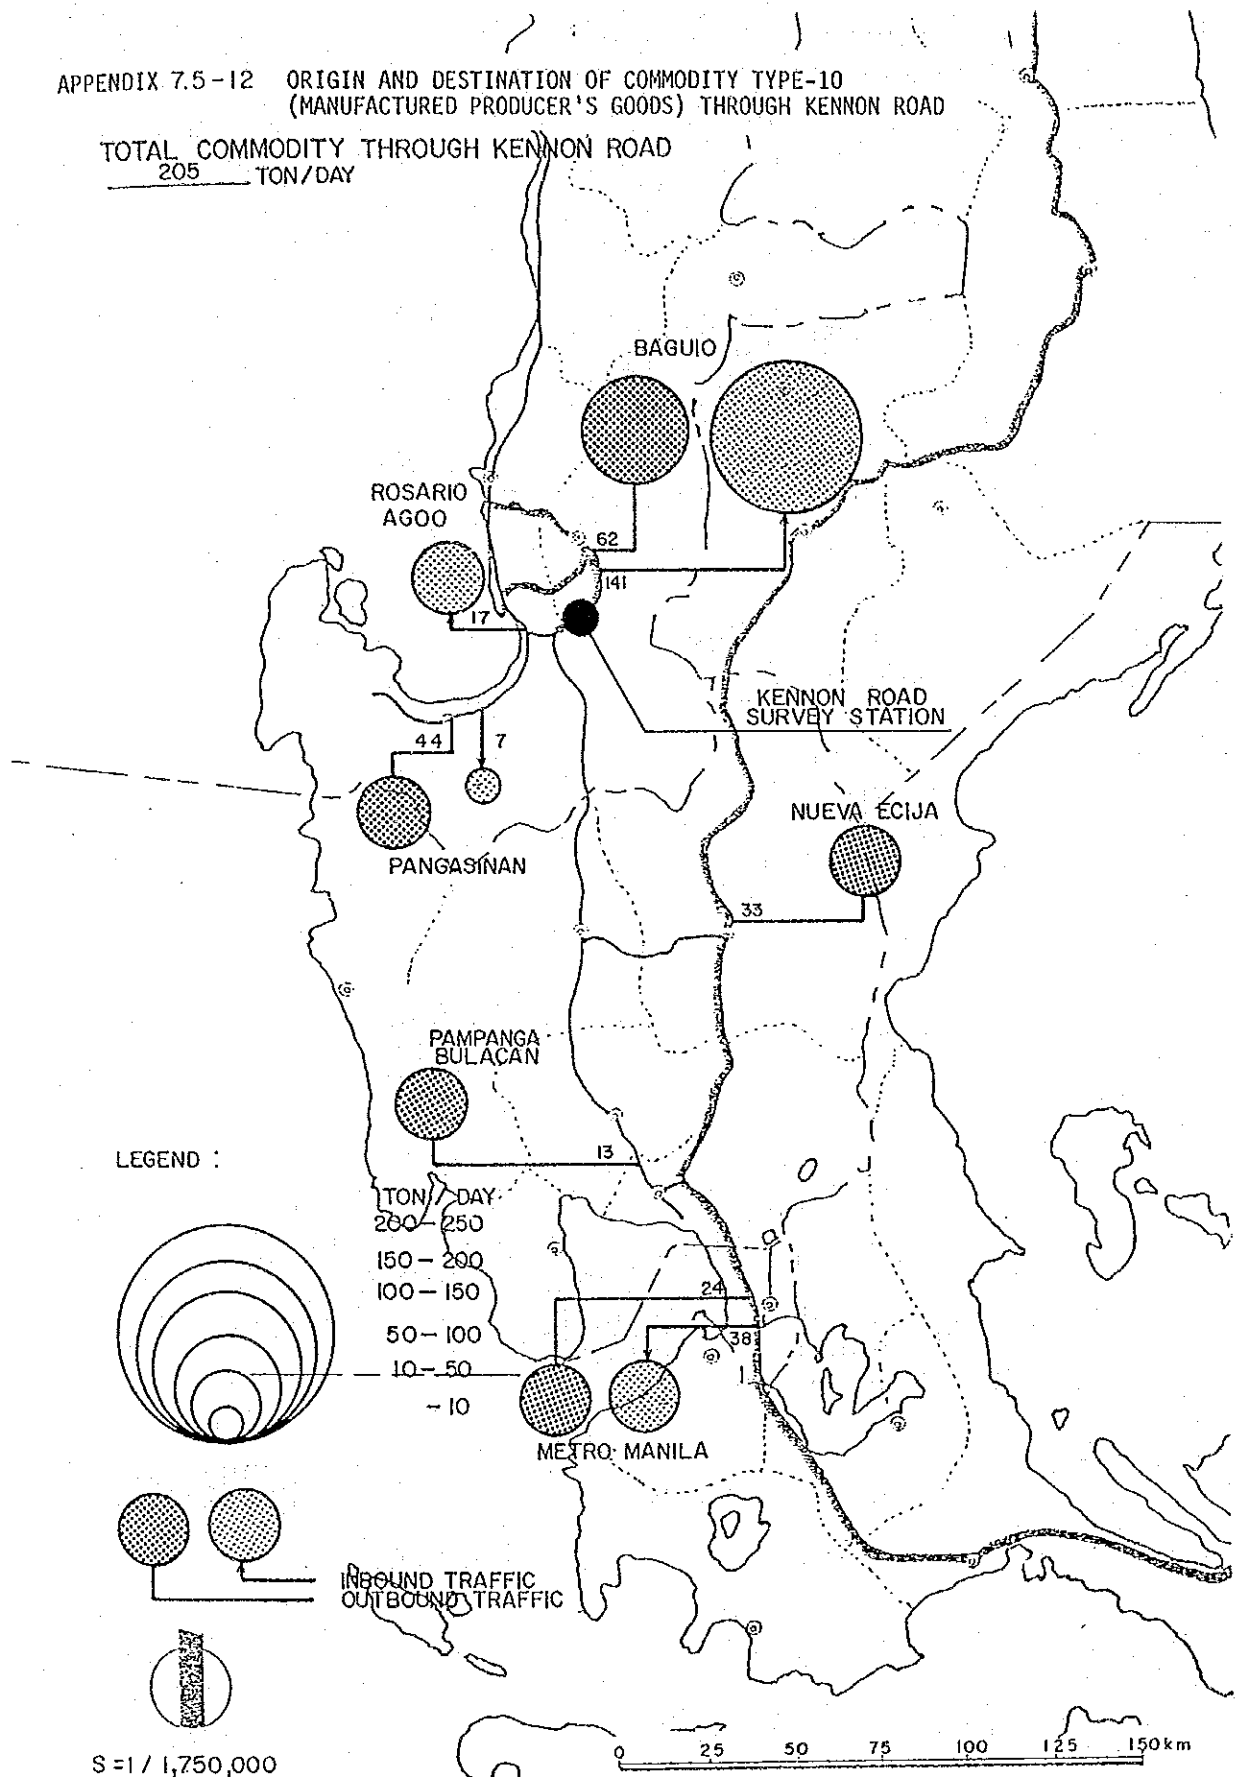 APPENDIX 7.5-12 ORIGIN AND DESTINATION OF COMMODITY TYPE-10
(MANUFACTURED PRODUCER'S GOODS) THROUGH KENNON ROAD
TOTAL COMMODITY THROUGH KENNON ROAD
205 TON/DAY
BAGUIO
ROSARIO
AGOO
62
141
17
KENNON ROAD
SURVEY STATION
44
7
NUEVA ECIJA
PANGASINAN
33
PAMPANGA
BULACAN
13
LEGEND :
TON / DAY
200-250
150-200
100-150
50-100
10-50
-10
24
38
METRO MANILA
INBOUND TRAFFIC
OUTBOUND TRAFFIC
S=1/1,750,000
0 25 50 75 100 125 150km